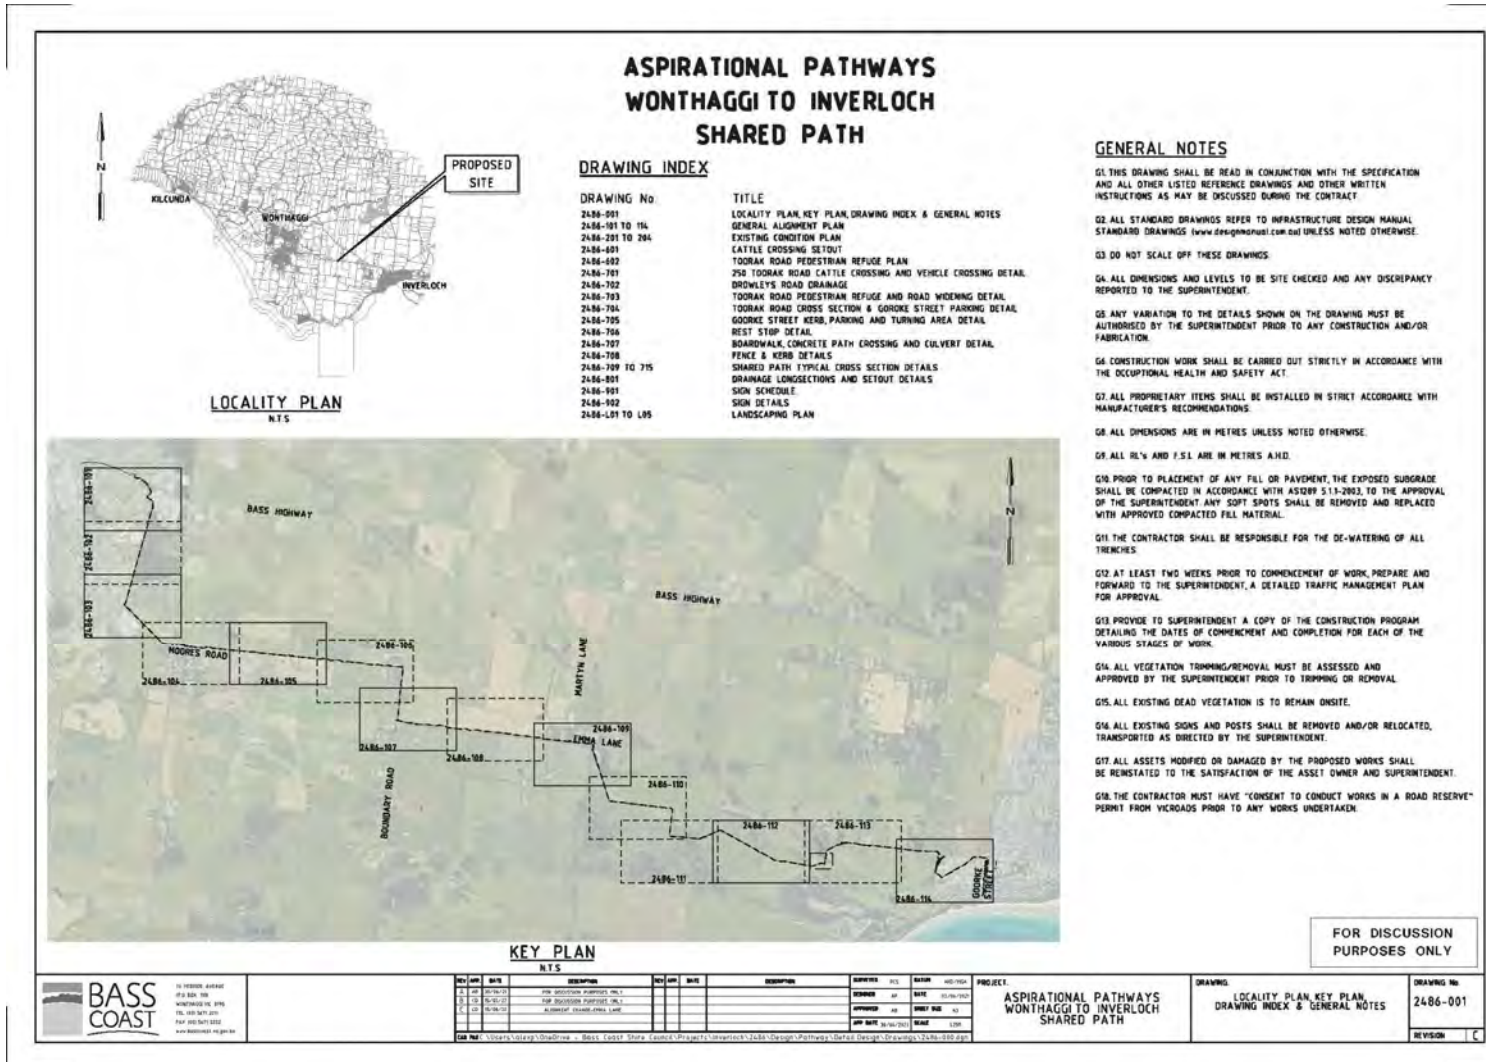 ASPIRATIONAL PATHWAYS
WONTHAGGI TO INVERLOCH
SHARED PATH
N
PROPOSED
SITE
KILCUNDA
WONTHAGGI
INVERLOCH
LOCALITY PLAN
N.T.S
DRAWING INDEX
DRAWING No. TITLE
2486-001 LOCALITY PLAN, KEY PLAN, DRAWING INDEX & GENERAL NOTES
2486-101 TO 114 GENERAL ALIGNMENT PLAN
2486-201 TO 204 EXISTING CONDITION PLAN
2486-601 CATTLE CROSSING SETOUT
2486-602 TOORAK ROAD PEDESTRIAN REFUGE PLAN
2486-701 250 TOORAK ROAD CATTLE CROSSING AND VEHICLE CROSSING DETAIL
2486-702 DROWLEYS ROAD DRAINAGE
2486-703 TOORAK ROAD PEDESTRIAN REFUGE AND ROAD WIDENING DETAIL
2486-704 TOORAK ROAD CROSS SECTION & GOROKE STREET PARKING DETAIL
2486-705 GOORKE STREET KERB, PARKING AND TURNING AREA DETAIL
2486-706 REST STOP DETAIL
2486-707 BOARDWALK, CONCRETE PATH CROSSING AND CULVERT DETAIL
2486-708 FENCE & KERB DETAILS
2486-709 TO 715 SHARED PATH TYPICAL CROSS SECTION DETAILS
2486-801 DRAINAGE LONGSECTIONS AND SETOUT DETAILS
2486-901 SIGN SCHEDULE
2486-902 SIGN DETAILS
2486-L01 TO L05 LANDSCAPING PLAN
GENERAL NOTES
G1. THIS DRAWING SHALL BE READ IN CONJUNCTION WITH THE SPECIFICATION
AND ALL OTHER LISTED REFERENCE DRAWINGS AND OTHER WRITTEN
INSTRUCTIONS AS MAY BE DISCUSSED DURING THE CONTRACT.
G2. ALL STANDARD DRAWINGS REFER TO INFRASTRUCTURE DESIGN MANUAL
STANDARD DRAWINGS (www.designmanual.com.au) UNLESS NOTED OTHERWISE.
G3. DO NOT SCALE OFF THESE DRAWINGS.
G4. ALL DIMENSIONS AND LEVELS TO BE SITE CHECKED AND ANY DISCREPANCY
REPORTED TO THE SUPERINTENDENT.
G5. ANY VARIATION TO THE DETAILS SHOWN ON THE DRAWING MUST BE
AUTHORISED BY THE SUPERINTENDENT PRIOR TO ANY CONSTRUCTION AND/OR
FABRICATION.
G6. CONSTRUCTION WORK SHALL BE CARRIED OUT STRICTLY IN ACCORDANCE WITH
THE OCCUPTIONAL HEALTH AND SAFETY ACT.
G7. ALL PROPRIETARY ITEMS SHALL BE INSTALLED IN STRICT ACCORDANCE WITH
MANUFACTURER'S RECOMMENDATIONS.
G8. ALL DIMENSIONS ARE IN METRES UNLESS NOTED OTHERWISE.
G9. ALL RL's AND F.S.L ARE IN METRES A.H.D.
G10. PRIOR TO PLACEMENT OF ANY FILL OR PAVEMENT, THE EXPOSED SUBGRADE
SHALL BE COMPACTED IN ACCORDANCE WITH AS1289 5.1.1-2003, TO THE APPROVAL
OF THE SUPERINTENDENT. ANY SOFT SPOTS SHALL BE REMOVED AND REPLACED
WITH APPROVED COMPACTED FILL MATERIAL.
G11. THE CONTRACTOR SHALL BE RESPONSIBLE FOR THE DE-WATERING OF ALL
TRENCHES.
G12. AT LEAST TWO WEEKS PRIOR TO COMMENCEMENT OF WORK, PREPARE AND
FORWARD TO THE SUPERINTENDENT, A DETAILED TRAFFIC MANAGEMENT PLAN
FOR APPROVAL.
G13. PROVIDE TO SUPERINTENDENT A COPY OF THE CONSTRUCTION PROGRAM
DETAILING THE DATES OF COMMENCMENT AND COMPLETION FOR EACH OF THE
VARIOUS STAGES OF WORK.
G14. ALL VEGETATION TRIMMING/REMOVAL MUST BE ASSESSED AND
APPROVED BY THE SUPERINTENDENT PRIOR TO TRIMMING OR REMOVAL.
G15. ALL EXISTING DEAD VEGETATION IS TO REMAIN ONSITE.
G16. ALL EXISTING SIGNS AND POSTS SHALL BE REMOVED AND/OR RELOCATED,
TRANSPORTED AS DIRECTED BY THE SUPERINTENDENT.
G17. ALL ASSETS MODIFIED OR DAMAGED BY THE PROPOSED WORKS SHALL
BE REINSTATED TO THE SATISFACTION OF THE ASSET OWNER AND SUPERINTENDENT.
G18. THE CONTRACTOR MUST HAVE "CONSENT TO CONDUCT WORKS IN A ROAD RESERVE"
PERMIT FROM VICROADS PRIOR TO ANY WORKS UNDERTAKEN.
2486-101
2486-102
2486-103
BASS HIGHWAY
BASS HIGHWAY
N
MOORES ROAD
2486-104
2486-105
2486-106
MARTYN LANE
2486-107
2486-108
2486-109
EMMA LANE
BOUNDARY ROAD
2486-110
2486-111
2486-112
2486-113
2486-114
GOORKE
STREET
KEY PLAN
N.T.S
FOR DISCUSSION
PURPOSES ONLY
BASS
COAST
REV APP. DATE DESCRIPTION REV APP. DATE DESCRIPTION
FOR DISCUSSION PURPOSES ONLY
FOR DISCUSSION PURPOSES ONLY
ALIGNMENT CHANGE-EMMA LANE
SURVEYED
DATUM
DESIGNED
DATE
APPROVED
SHEET SIZE
APP DATE
SCALE
PROJECT:
ASPIRATIONAL PATHWAYS
WONTHAGGI TO INVERLOCH
SHARED PATH
DRAWING:
LOCALITY PLAN, KEY PLAN,
DRAWING INDEX & GENERAL NOTES
DRAWING No.
2486-001
REVISION C